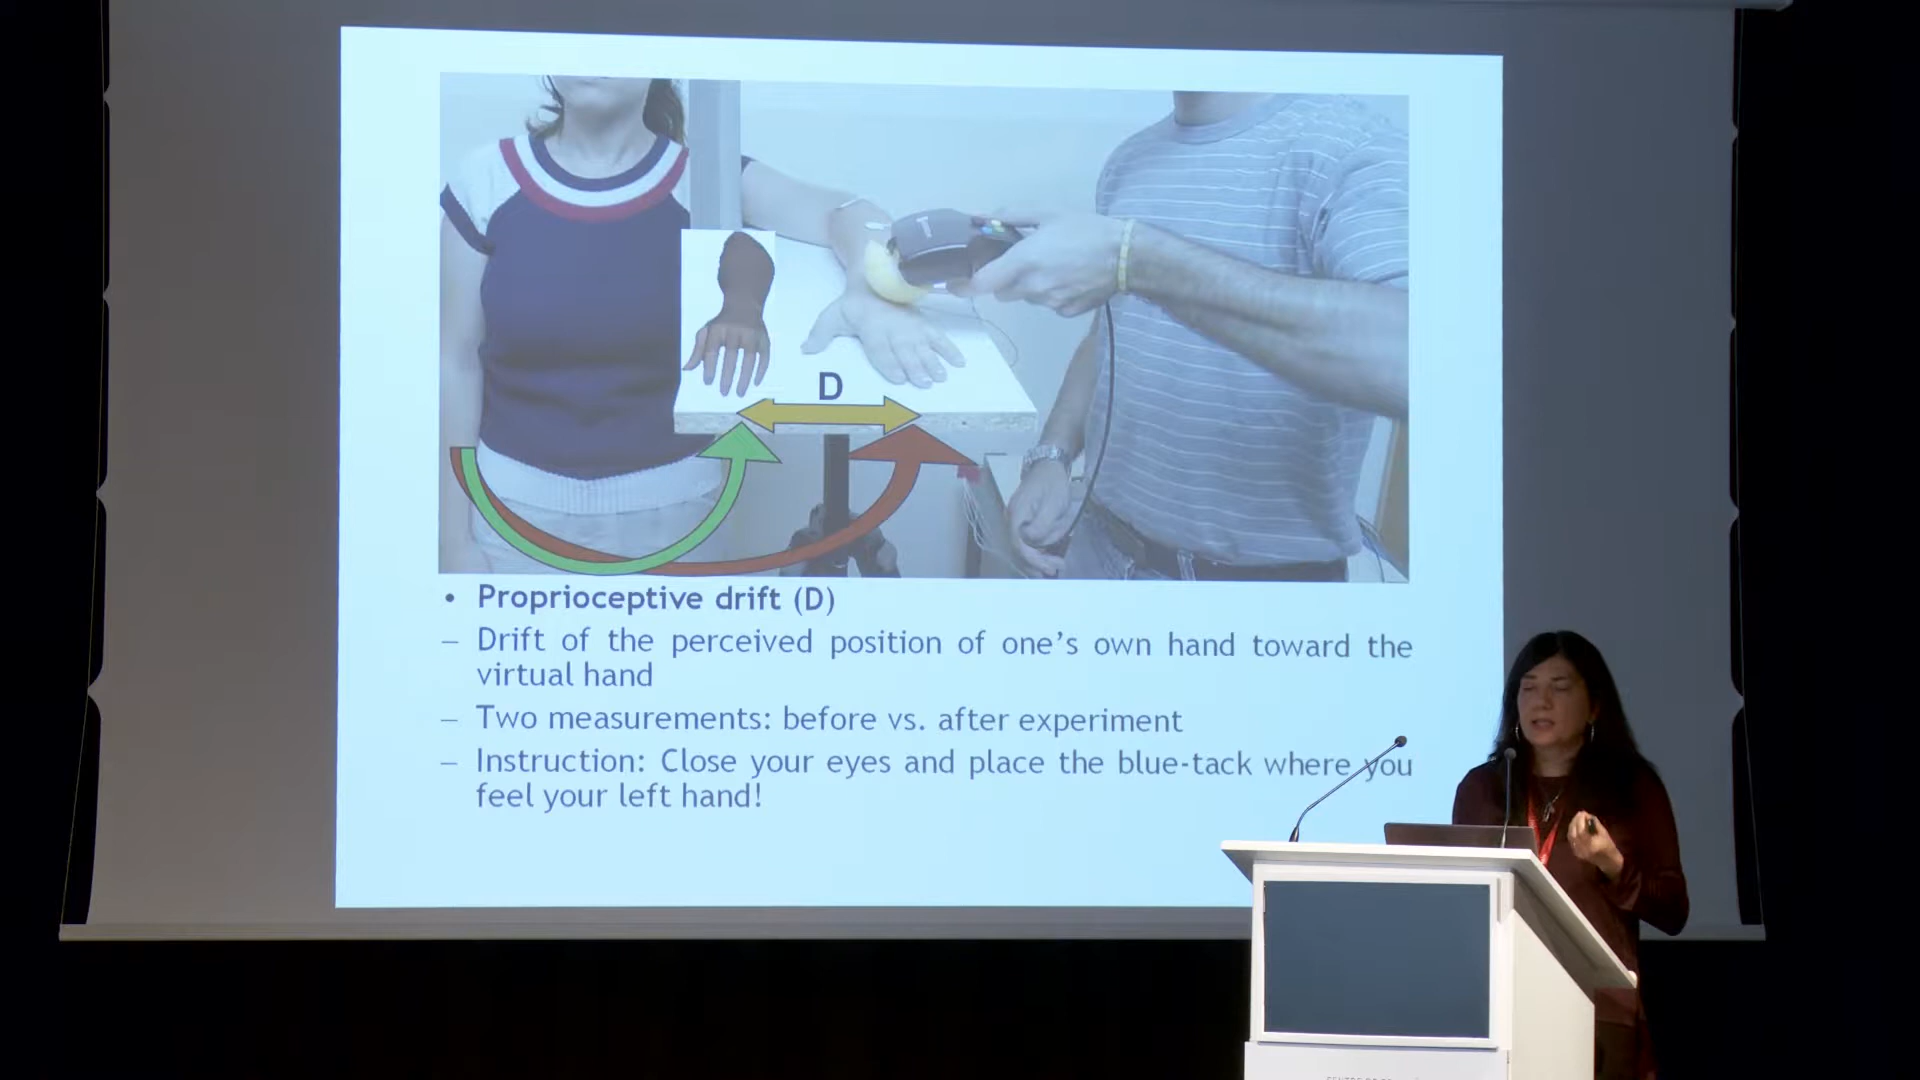 T
D
• Proprioceptive drift (D)
– Drift of the perceived position of one's own hand toward the
virtual hand
– Two measurements: before vs. after experiment
– Instruction: Close your eyes and place the blue-tack where you
feel your left hand!